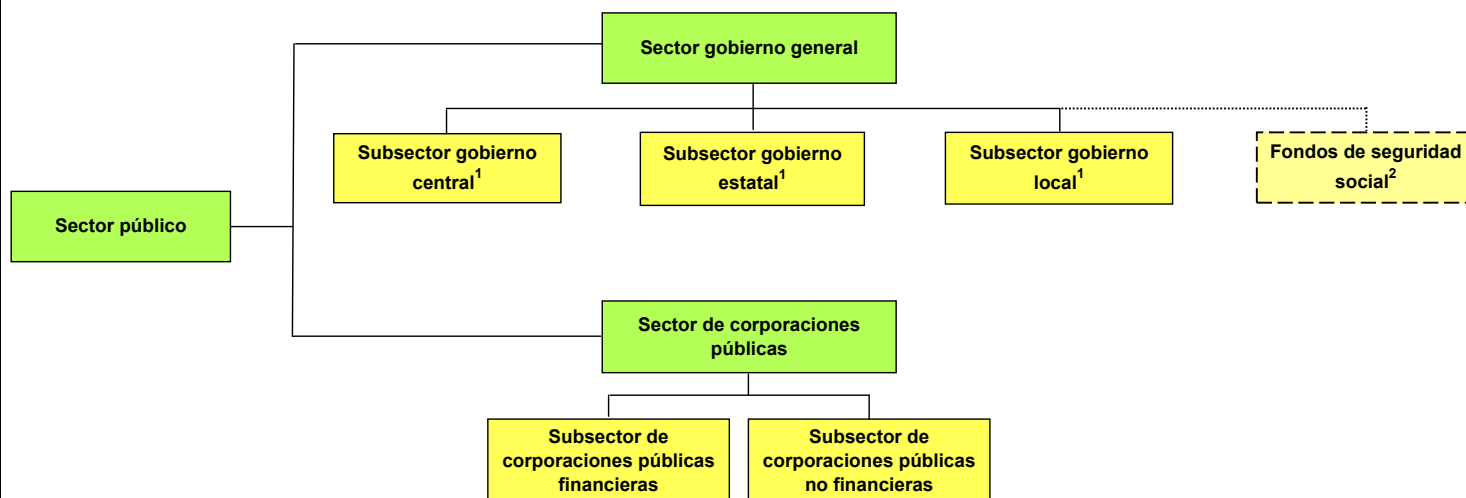 Sector gobierno general
Subsector gobierno
central¹
Subsector gobierno
estatal¹
Subsector gobierno
local¹
Fondos de seguridad
social²
Sector público
Sector de corporaciones
públicas
Subsector de
corporaciones públicas
financieras
Subsector de
corporaciones públicas
no financieras